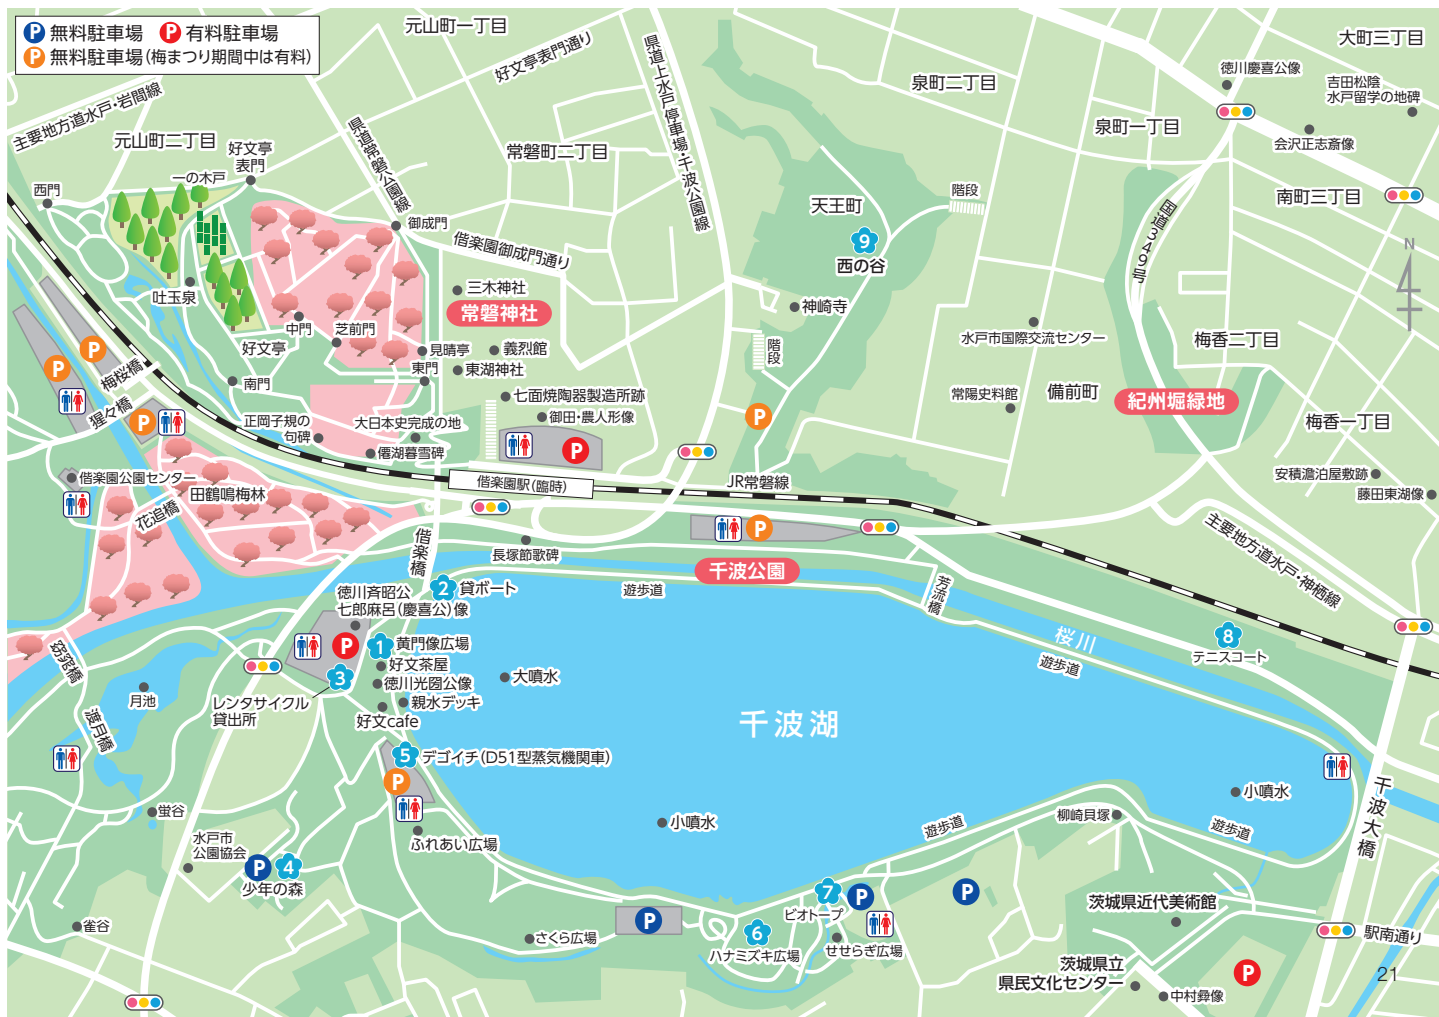 P 無料駐車場 P 有料駐車場
P 無料駐車場(梅まつり期間中は有料)
元山町一丁目
好文亭表門通り
県道上水戸停車場・千波公園線
泉町二丁目
大町三丁目
徳川慶喜公像
吉田松陰
水戸留学の地碑
泉町一丁目
会沢正志斎像
主要地方道水戸・岩間線
元山町二丁目
好文亭
表門
県道常磐公園線
常磐町二丁目
西門
一の木戸
階段
南町三丁目
天王町
御成門
国道349号
9
西の谷
偕楽園御成門通り
N
吐玉泉
三木神社
常磐神社
神崎寺
中門
芝前門
水戸市国際交流センター
梅香二丁目
好文亭
見晴亭
義烈館
階段
P
P
梅桜橋
東門
東湖神社
南門
常陽史料館
備前町
紀州堀緑地
七面焼陶器製造所跡
猩々橋
P
正岡子規の
句碑
大日本史完成の地
御田・農人形像
P
梅香一丁目
僊湖暮雪碑
P
偕楽園公園センター
偕楽園駅(臨時)
JR常磐線
安積澹泊屋敷跡
田鶴鳴梅林
藤田東湖像
花追橋
P
主要地方道水戸・神栖線
偕楽橋
長塚節歌碑
千波公園
2
貸ボート
遊歩道
芳流橋
徳川斉昭公
七郎麻呂(慶喜公)像
桜川
8
テニスコート
窈窕橋
P
1
黄門像広場
好文茶屋
遊歩道
3
徳川光圀公像
大噴水
月池
レンタサイクル
貸出所
親水デッキ
好文cafe
渡月橋
千波湖
5
デゴイチ(D51型蒸気機関車)
P
千波大橋
小噴水
蛍谷
小噴水
遊歩道
柳崎貝塚
遊歩道
水戸市
公園協会
ふれあい広場
P
4
少年の森
7
P
P
ビオトープ
茨城県近代美術館
雀谷
さくら広場
P
6
ハナミズキ広場
せせらぎ広場
駅南通り
茨城県立
県民文化センター
P
中村彝像
21